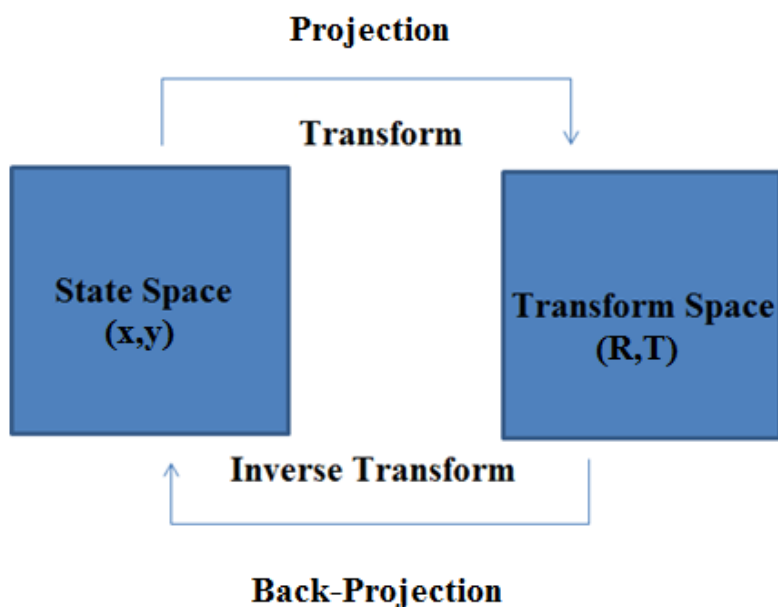 Projection
Transform
State Space
(x,y)
Transform Space
(R,T)
Inverse Transform
Back-Projection